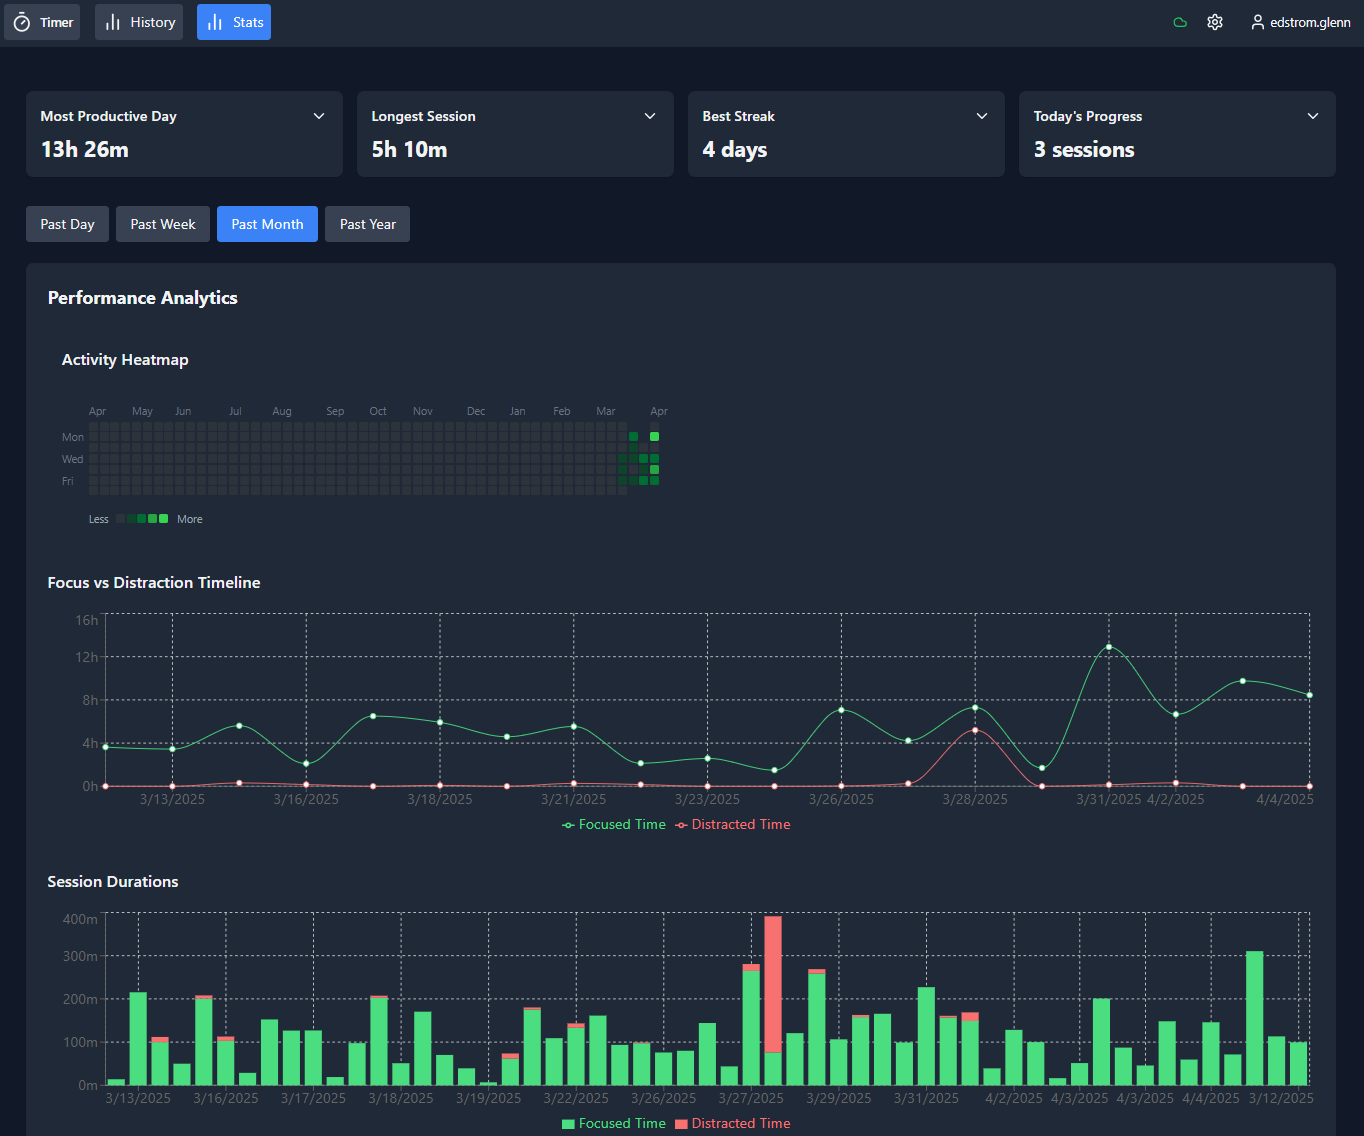 Timer History Stats edstrom.glenn
Most Productive Day Longest Session Best Streak Today's Progress
13h 26m 5h 10m 4 days 3 sessions
Past Day Past Week Past Month Past Year
Performance Analytics
Activity Heatmap
Apr May Jun Jul Aug Sep Oct Nov Dec Jan Feb Mar Apr
Mon
Wed
Fri
Less More
Focus vs Distraction Timeline
16h
12h
8h
4h
0h
3/13/2025 3/16/2025 3/18/2025 3/21/2025 3/23/2025 3/26/2025 3/28/2025 3/31/2025 4/2/2025 4/4/2025
Focused Time Distracted Time
Session Durations
400m
300m
200m
100m
0m
3/13/2025 3/16/2025 3/17/2025 3/18/2025 3/19/2025 3/22/2025 3/26/2025 3/27/2025 3/29/2025 3/31/2025 4/2/2025 4/3/2025 4/3/2025 4/4/2025 3/12/2025
Focused Time Distracted Time